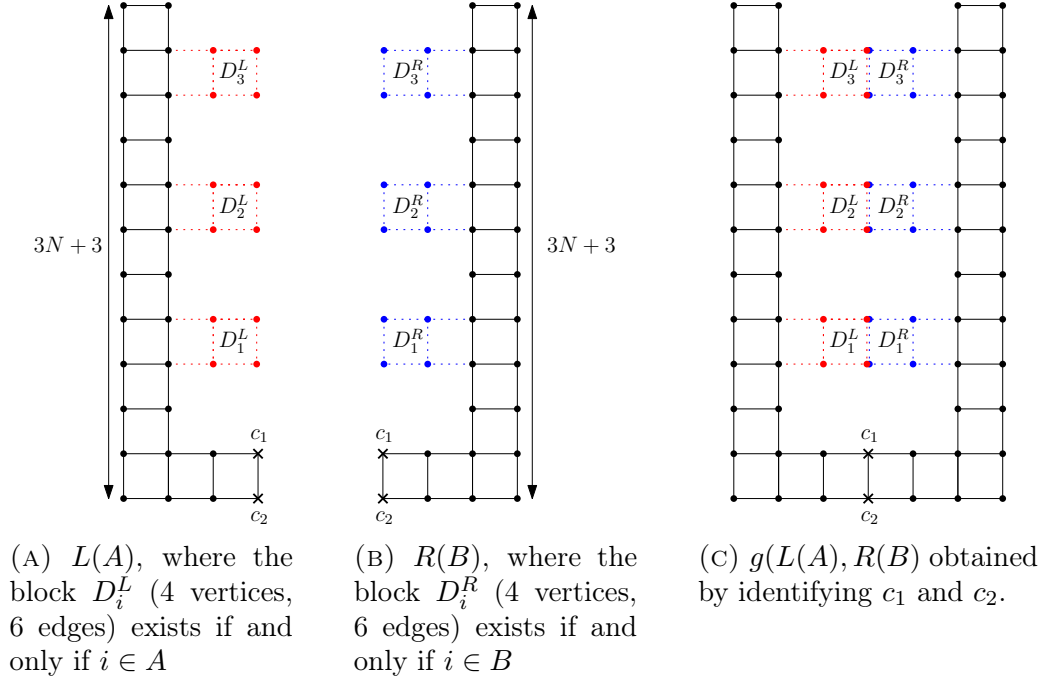 $D_3^L$
$D_3^R$
$D_3^L$ $D_3^R$
$D_2^L$
$D_2^R$
$D_2^L$ $D_2^R$
$3N + 3$
$3N + 3$
$D_1^L$
$D_1^R$
$D_1^L$ $D_1^R$
$c_1$
$c_1$
$c_1$
$c_2$
$c_2$
$c_2$
(A) $L(A)$, where the
block $D_i^L$ (4 vertices,
6 edges) exists if and
only if $i \in A$
(B) $R(B)$, where the
block $D_i^R$ (4 vertices,
6 edges) exists if and
only if $i \in B$
(C) $g(L(A), R(B)$ obtained
by identifying $c_1$ and $c_2$.